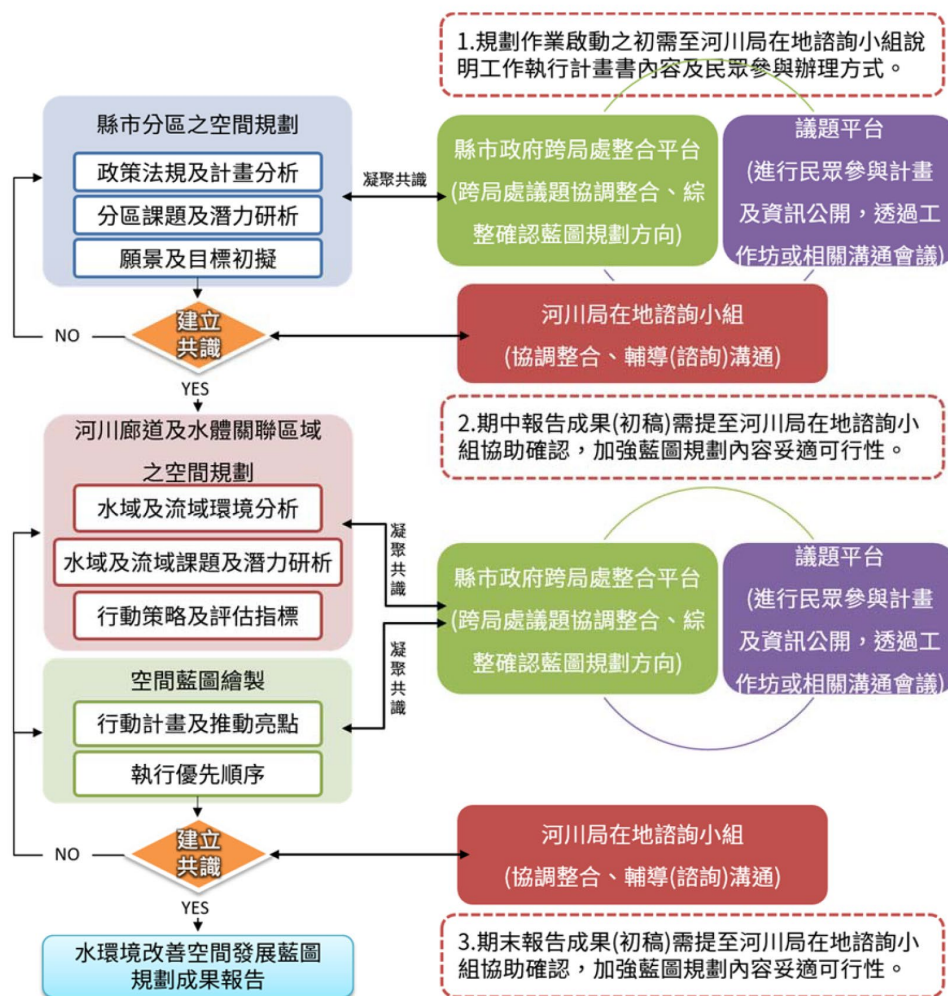 1.規劃作業啟動之初需至河川局在地諮詢小組說
明工作執行計畫書內容及民眾參與辦理方式。
縣市分區之空間規劃
政策法規及計畫分析
分區課題及潛力研析
願景及目標初擬
凝聚共識
縣市政府跨局處整合平台
(跨局處議題協調整合、綜
整確認藍圖規劃方向)
議題平台
(進行民眾參與計畫
及資訊公開，透過工
作坊或相關溝通會議)
建立
共識
NO
YES
河川局在地諮詢小組
(協調整合、輔導(諮詢)溝通)
2.期中報告成果(初稿)需提至河川局在地諮詢小
組協助確認，加強藍圖規劃內容妥適可行性。
河川廊道及水體關聯區域
之空間規劃
水域及流域環境分析
水域及流域課題及潛力研析
行動策略及評估指標
凝聚共識
縣市政府跨局處整合平台
(跨局處議題協調整合、綜
整確認藍圖規劃方向)
議題平台
(進行民眾參與計畫
及資訊公開，透過工
作坊或相關溝通會議)
凝聚共識
空間藍圖繪製
行動計畫及推動亮點
執行優先順序
建立
共識
NO
YES
河川局在地諮詢小組
(協調整合、輔導(諮詢)溝通)
水環境改善空間發展藍圖
規劃成果報告
3.期末報告成果(初稿)需提至河川局在地諮詢小
組協助確認，加強藍圖規劃內容妥適可行性。